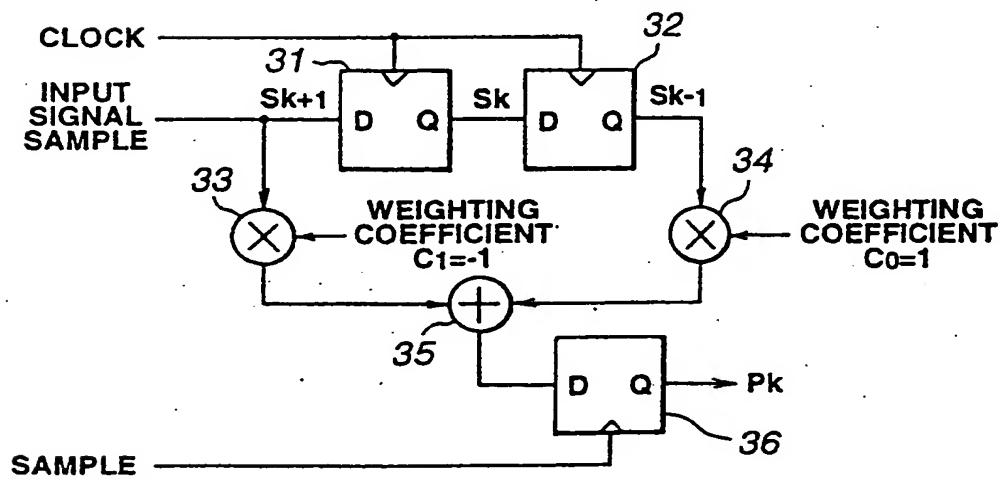 CLOCK
31
32
INPUT
SIGNAL
SAMPLE
Sk+1
D Q
Sk
D Q
Sk-1
33
34
WEIGHTING
COEFFICIENT
C1=-1
WEIGHTING
COEFFICIENT
C0=1
35
D Q
Pk
36
SAMPLE